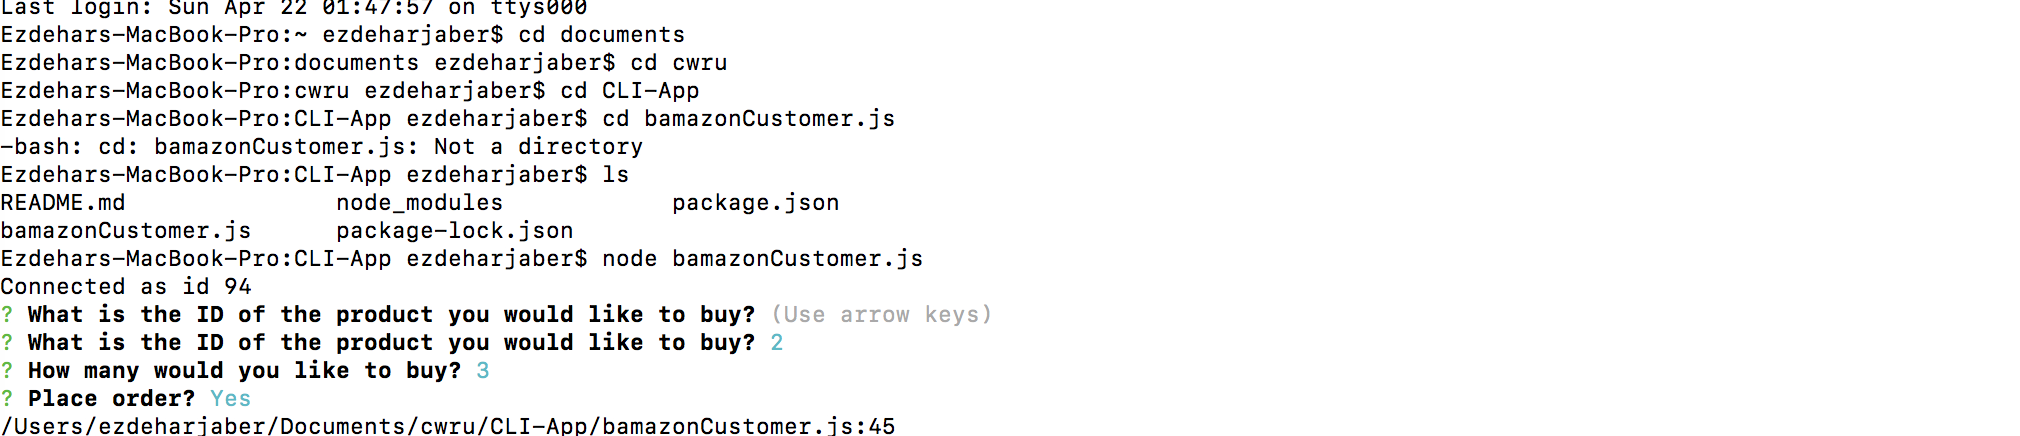 Last login: Sun Apr 22 01:47:57 on ttys000
Ezdehars-MacBook-Pro:~ ezdeharjaber$ cd documents
Ezdehars-MacBook-Pro:documents ezdeharjaber$ cd cwru
Ezdehars-MacBook-Pro:cwru ezdeharjaber$ cd CLI-App
Ezdehars-MacBook-Pro:CLI-App ezdeharjaber$ cd bamazonCustomer.js
-bash: cd: bamazonCustomer.js: Not a directory
Ezdehars-MacBook-Pro:CLI-App ezdeharjaber$ ls
README.md               node_modules            package.json
bamazonCustomer.js      package-lock.json
Ezdehars-MacBook-Pro:CLI-App ezdeharjaber$ node bamazonCustomer.js
Connected as id 94
? What is the ID of the product you would like to buy? (Use arrow keys)
? What is the ID of the product you would like to buy? 2
? How many would you like to buy? 3
? Place order? Yes
/Users/ezdeharjaber/Documents/cwru/CLI-App/bamazonCustomer.js:45